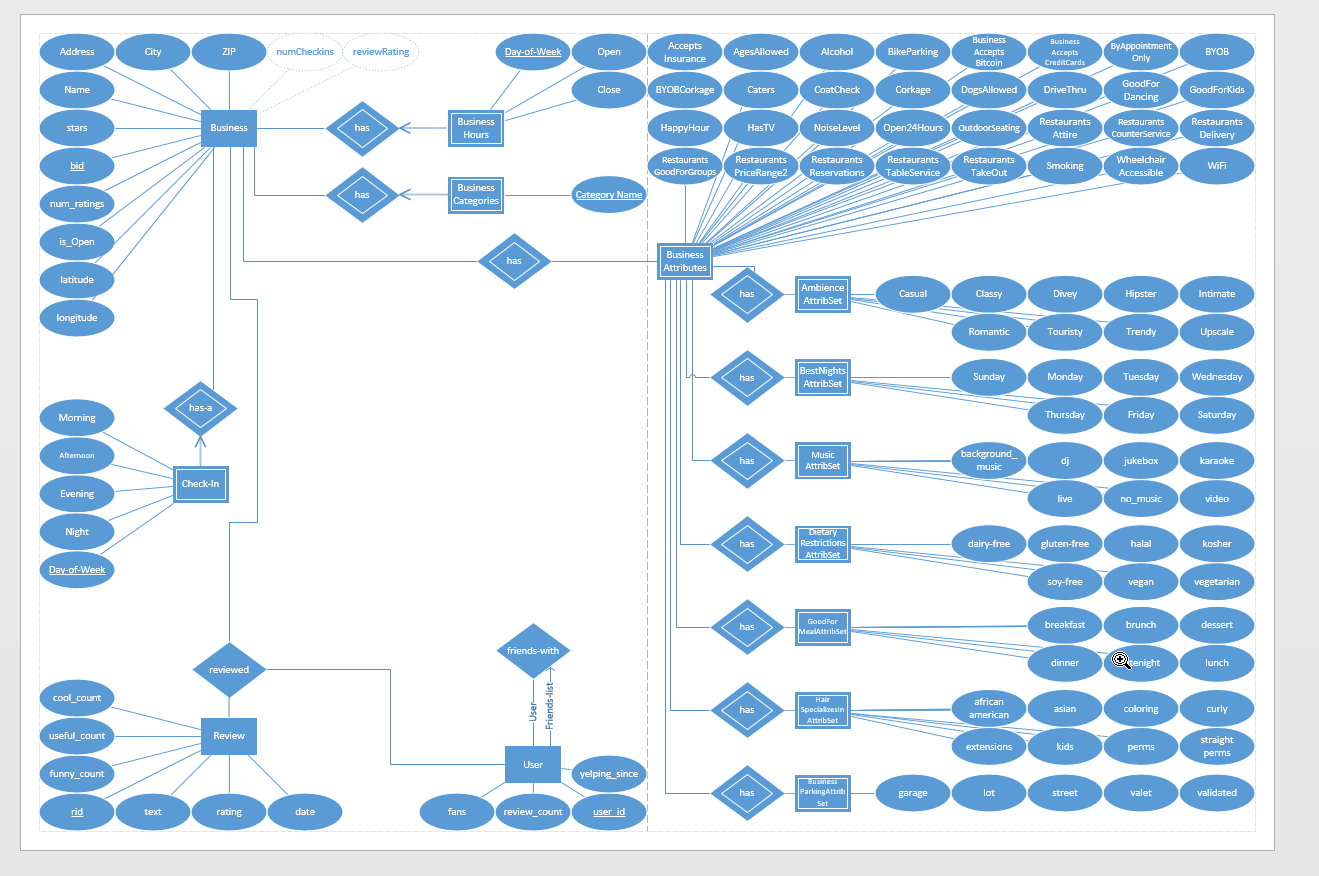 Address
City
ZIP
numCheckins
reviewRating
Day-of-Week
Open
Accepts
Insurance
AgesAllowed
Alcohol
BikeParking
Business
Accepts
Bitcoin
Business
Accepts
CreditCards
ByAppointment
Only
BYOB
Name
Close
BYOBCorkage
Caters
CoatCheck
Corkage
DogsAllowed
DriveThru
GoodFor
Dancing
GoodForKids
stars
Business
has
Business
Hours
HappyHour
HasTV
NoiseLevel
Open24Hours
OutdoorSeating
Restaurants
Attire
Restaurants
CounterService
Restaurants
Delivery
bid
Restaurants
GoodForGroups
Restaurants
PriceRange2
Restaurants
Reservations
Restaurants
TableService
Restaurants
TakeOut
Smoking
Wheelchair
Accessible
WiFi
num_ratings
has
Business
Categories
Category Name
is_Open
has
Business
Attributes
latitude
longitude
has
Ambience
AttribSet
Casual
Classy
Divey
Hipster
Intimate
Romantic
Touristy
Trendy
Upscale
has
BestNights
AttribSet
Sunday
Monday
Tuesday
Wednesday
Thursday
Friday
Saturday
has-a
Morning
Afternoon
Evening
Night
Day-of-Week
Check-In
has
Music
AttribSet
background_
music
dj
jukebox
karaoke
live
no_music
video
has
Dietary
Restrictions
AttribSet
dairy-free
gluten-free
halal
kosher
soy-free
vegan
vegetarian
has
GoodFor
MealAttribSet
breakfast
brunch
dessert
dinner
tenight
lunch
reviewed
friends-with
User
Friends-list
cool_count
useful_count
funny_count
Review
User
yelping_since
rid
text
rating
date
fans
review_count
user_id
has
Hair
SpecializesIn
AttribSet
african
american
asian
coloring
curly
extensions
kids
perms
straight
perms
has
Business
ParkingAttrib
Set
garage
lot
street
valet
validated